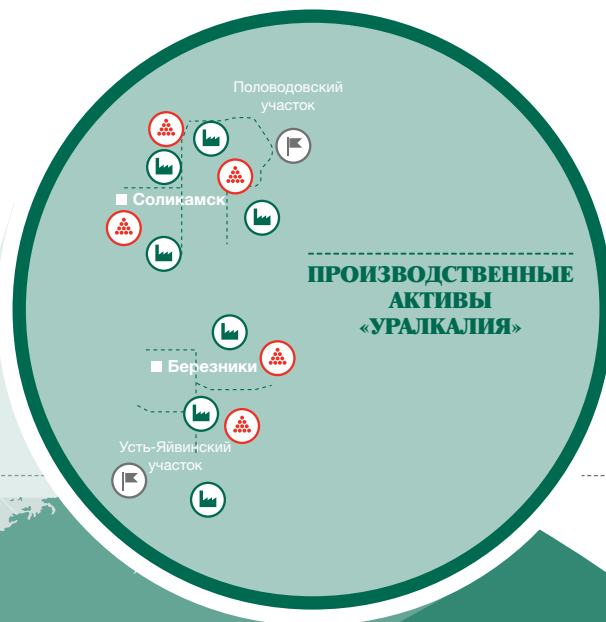 Половодовский
участок
Соликамск
ПРОИЗВОДСТВЕННЫЕ
АКТИВЫ
«УРАЛКАЛИЯ»
Березники
Усть-Яйвинский
участок